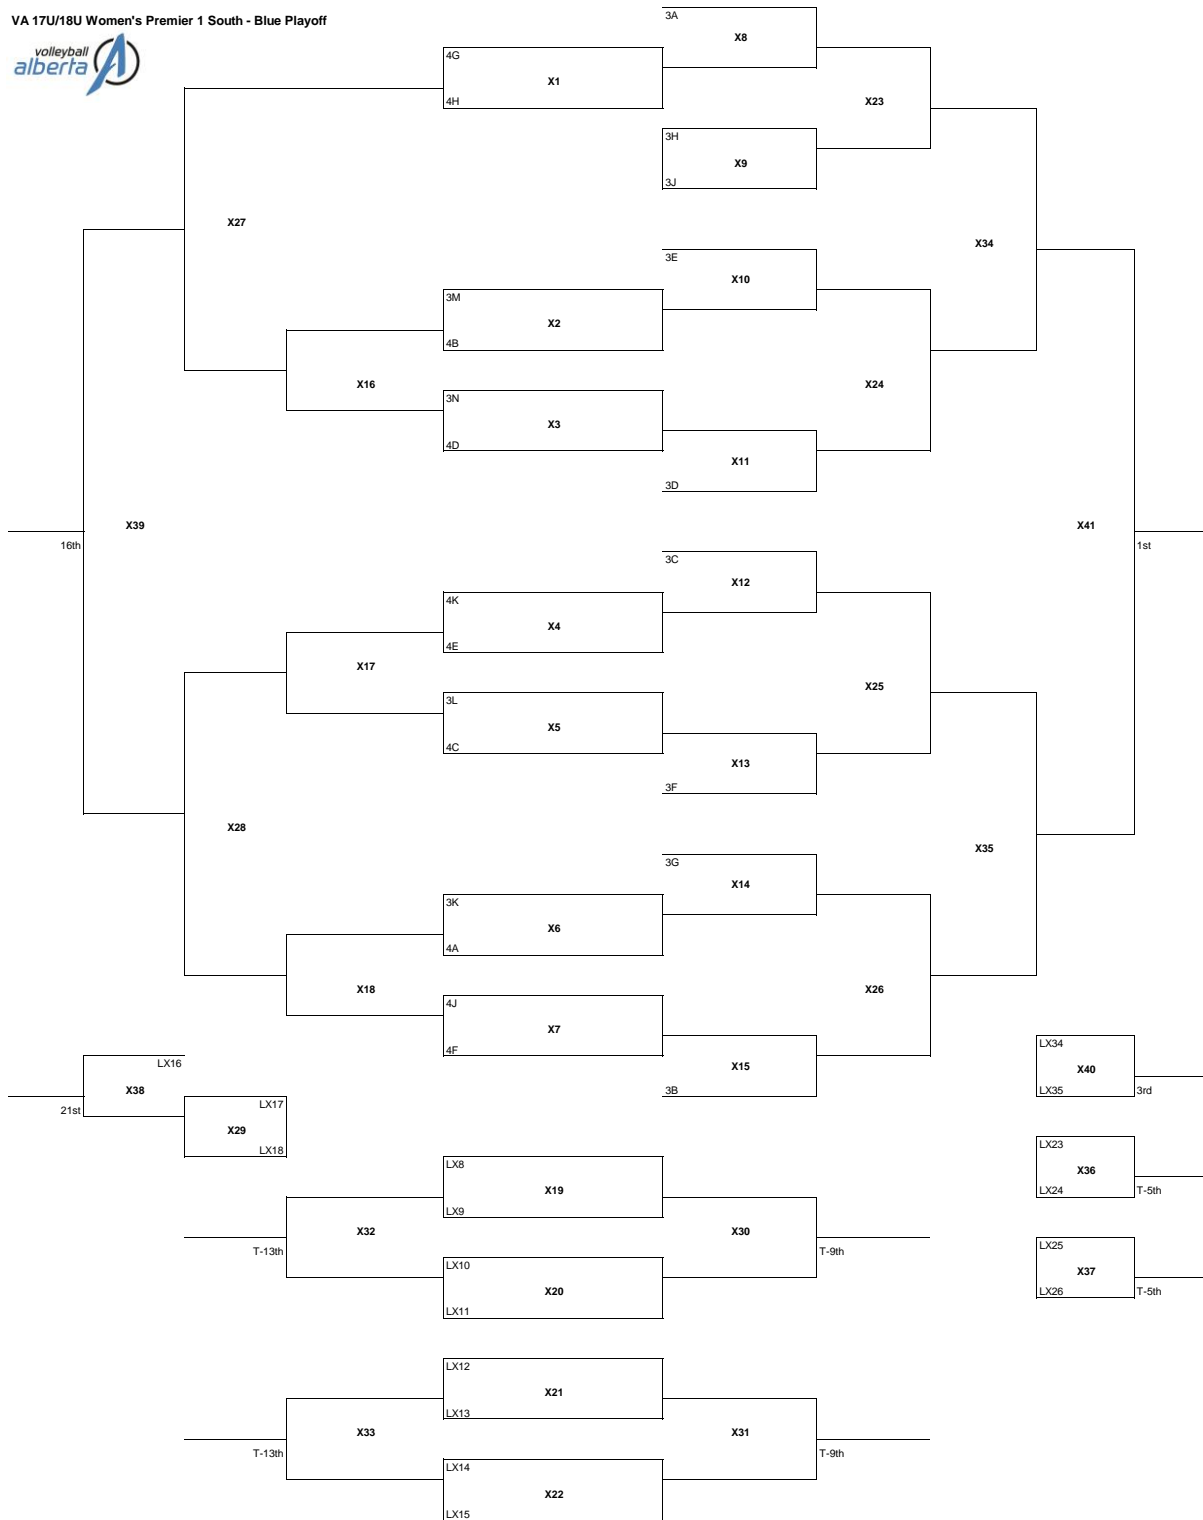 VA 17U/18U Women's Premier 1 South - Blue Playoff
volleyball
alberta
3A
X8
4G
X1
4H
X23
3H
X9
3J
X27
X34
3E
X10
3M
X2
4B
X16
X24
3N
X3
4D
X11
3D
X39
X41
16th
1st
3C
X12
4K
X4
4E
X17
X25
3L
X5
4C
X13
3F
X28
X35
3G
X14
3K
X6
4A
X18
X26
4J
X7
4F
X15
3B
LX34
X40
LX35
3rd
LX16
X38
21st
LX17
X29
LX18
LX23
X36
LX24
T-5th
LX8
X19
LX9
X32
X30
T-13th
T-9th
LX10
X20
LX11
LX25
X37
LX26
T-5th
LX12
X21
LX13
X33
X31
T-13th
T-9th
LX14
X22
LX15